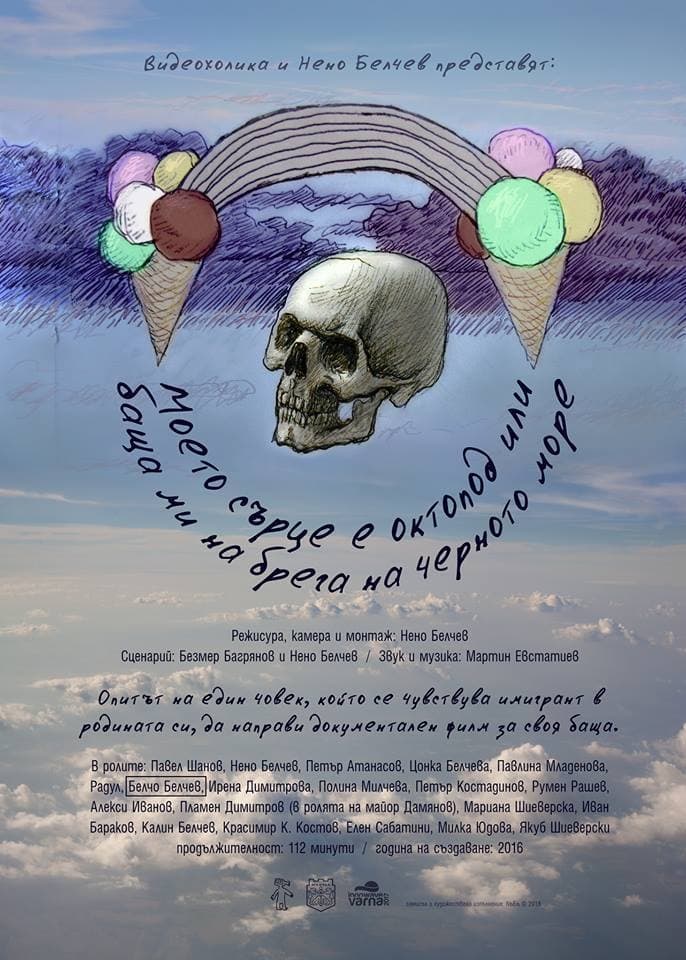 Видеохолика и Нено Белчев представят:
Моето сърце е октопод или
баща ми на брега на черното море
Режисура, камера и монтаж: Нено Белчев
Сценарий: Безмер Багрянов и Нено Белчев / Звук и музика: Мартин Евстатиев
Опитът на един човек, който се чувствува имигрант в
родината си, да направи документален филм за своя баща.
В ролите: Павел Шанов, Нено Белчев, Петър Атанасов, Цонка Белчева, Павлина Младенова,
Радул, Белчо Белчев, Ирена Димитрова, Полина Милчева, Петър Костадинов, Румен Рашев,
Алекси Иванов, Пламен Димитров (в ролята на майор Дамянов), Мариана Шиеверска, Иван
Бараков, Калин Белчев, Красимир К. Костов, Елен Сабатини, Милка Юдова, Якуб Шиеверски
продължителност: 112 минути / година на създаване: 2016
innowave
varna 2017